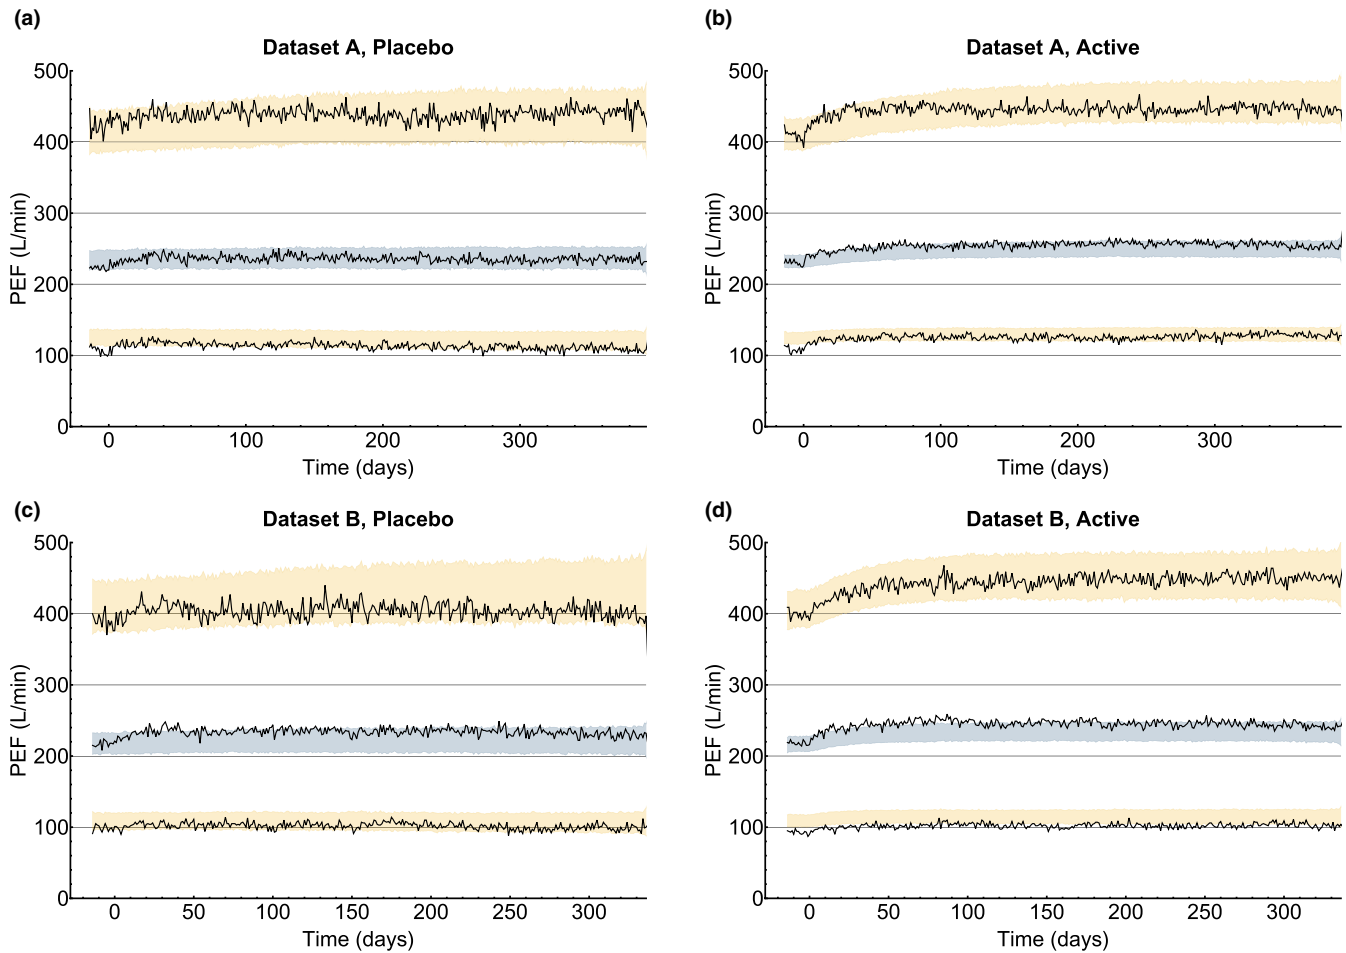 (a)
Dataset A, Placebo
500
400
300
200
100
0
PEF (L/min)
0 100 200 300
Time (days)
(b)
Dataset A, Active
500
400
300
200
100
0
PEF (L/min)
0 100 200 300
Time (days)
(c)
Dataset B, Placebo
500
400
300
200
100
0
PEF (L/min)
0 50 100 150 200 250 300
Time (days)
(d)
Dataset B, Active
500
400
300
200
100
0
PEF (L/min)
0 50 100 150 200 250 300
Time (days)